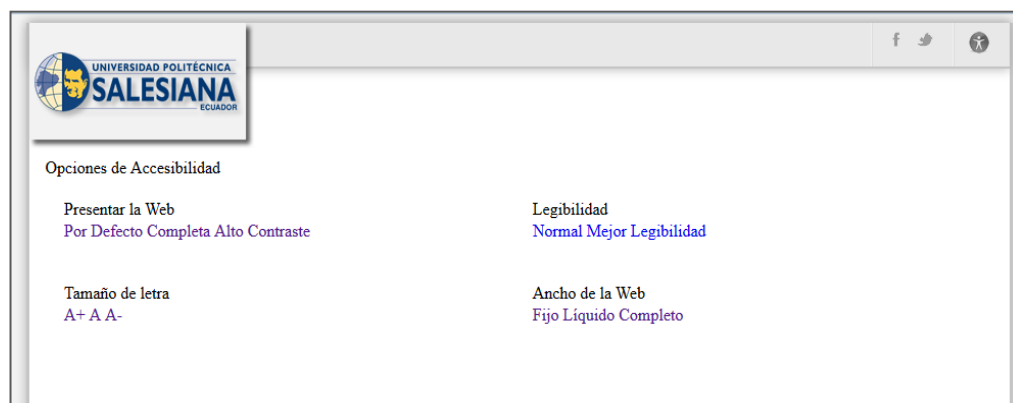 UNIVERSIDAD POLITÉCNICA
SALESIANA
ECUADOR
Opciones de Accesibilidad
Presentar la Web
Por Defecto Completa Alto Contraste
Legibilidad
Normal Mejor Legibilidad
Tamaño de letra
A+ A A-
Ancho de la Web
Fijo Líquido Completo